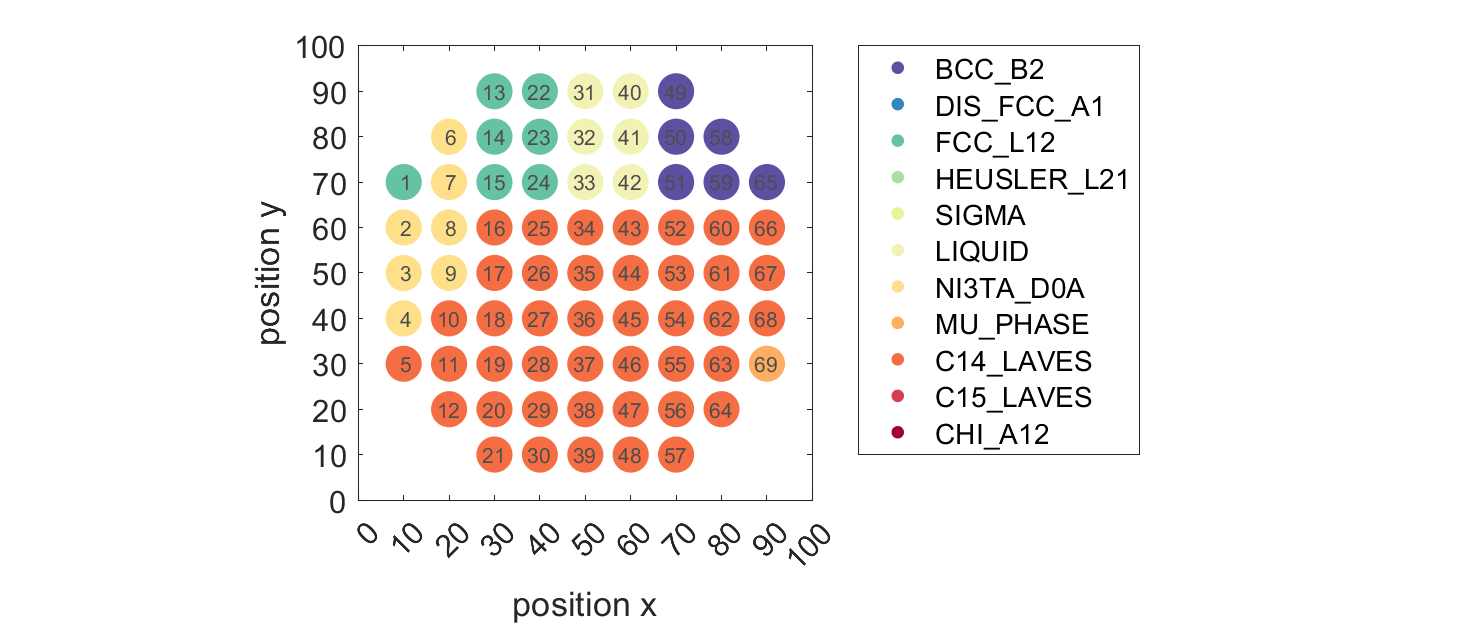 100
90
80
70
60
50
40
30
20
10
0
position y
13 22 31 40 49
6 14 23 32 41 50 58
1 7 15 24 33 42 51 59 65
2 8 16 25 34 43 52 60 66
3 9 17 26 35 44 53 61 67
4 10 18 27 36 45 54 62 68
5 11 19 28 37 46 55 63 69
12 20 29 38 47 56 64
21 30 39 48 57
0 10 20 30 40 50 60 70 80 90 100
position x
BCC_B2
DIS_FCC_A1
FCC_L12
HEUSLER_L21
SIGMA
LIQUID
NI3TA_D0A
MU_PHASE
C14_LAVES
C15_LAVES
CHI_A12